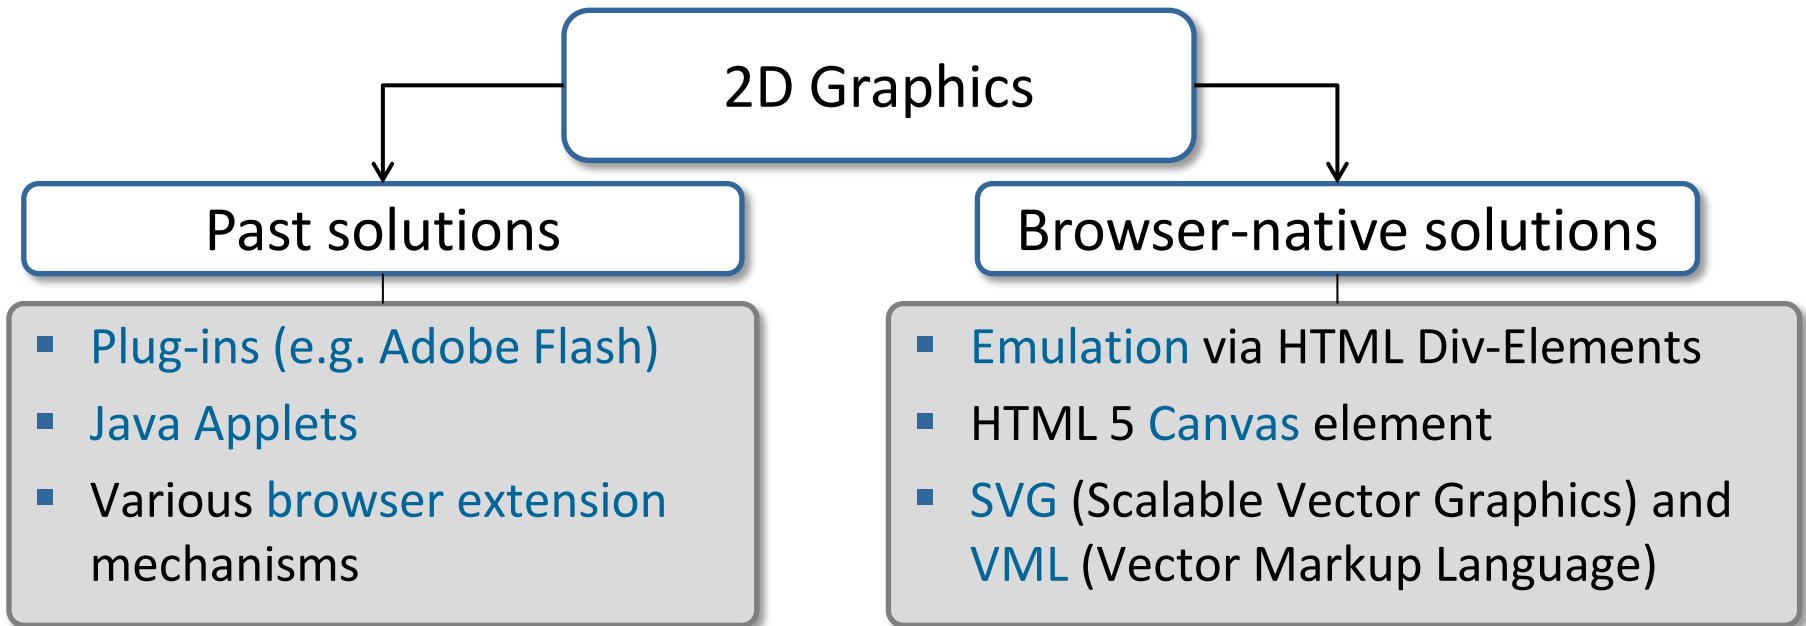 2D Graphics
Past solutions
Plug-ins (e.g. Adobe Flash)
Java Applets
Various browser extension
mechanisms
Browser-native solutions
Emulation via HTML Div-Elements
HTML 5 Canvas element
SVG (Scalable Vector Graphics) and
VML (Vector Markup Language)